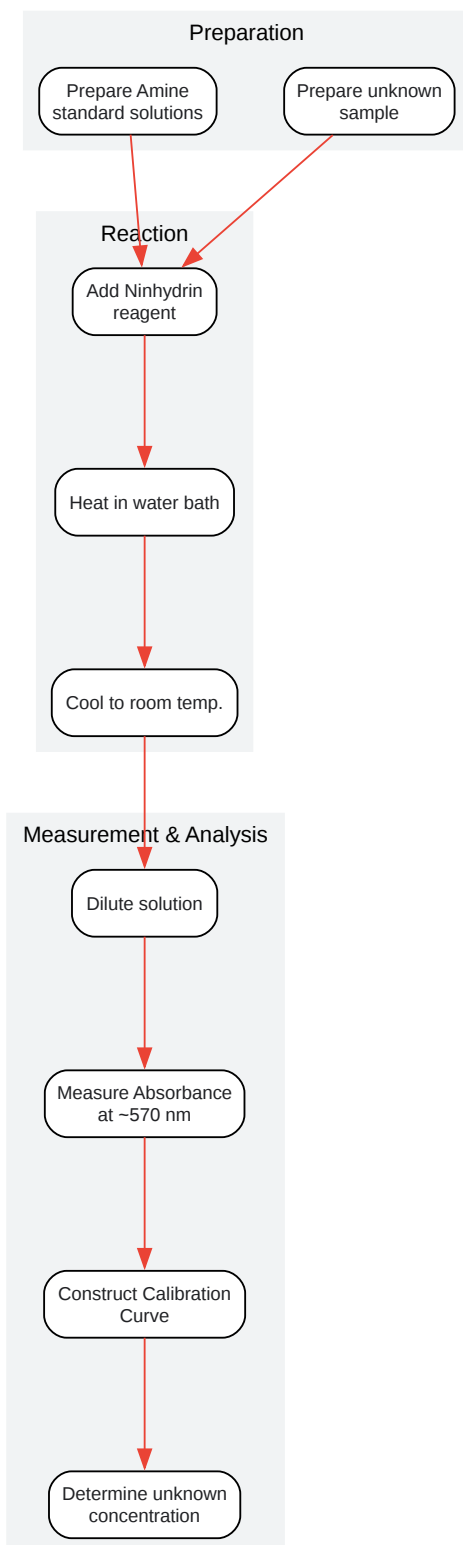 Preparation
Prepare Amine
standard solutions
Prepare unknown
sample
Reaction
Add Ninhydrin
reagent
Heat in water bath
Cool to room temp.
Measurement & Analysis
Dilute solution
Measure Absorbance
at ~570 nm
Construct Calibration
Curve
Determine unknown
concentration